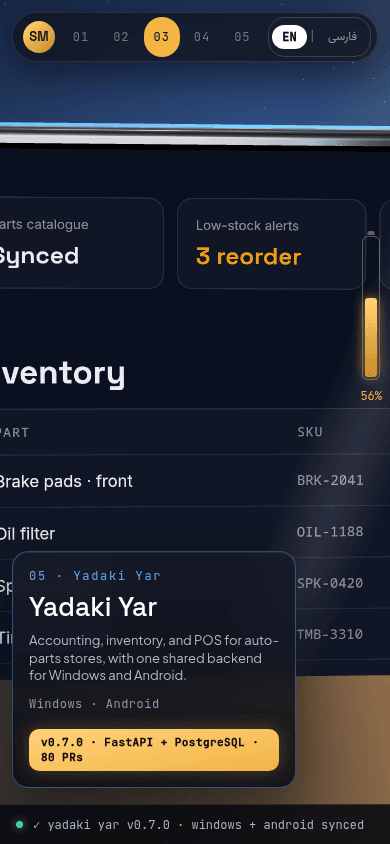 SM 01 02 03 04 05 EN | فارسی
arts catalogue
Synced
Low-stock alerts
3 reorder
56%
ventory
PART SKU
Brake pads · front BRK-2041
Oil filter OIL-1188
Sp SPK-0420
Ti TMB-3310
05 · Yadaki Yar
Yadaki Yar
Accounting, inventory, and POS for auto-
parts stores, with one shared backend
for Windows and Android.
Windows · Android
v0.7.0 · FastAPI + PostgreSQL ·
80 PRs
✓ yadaki yar v0.7.0 · windows + android synced